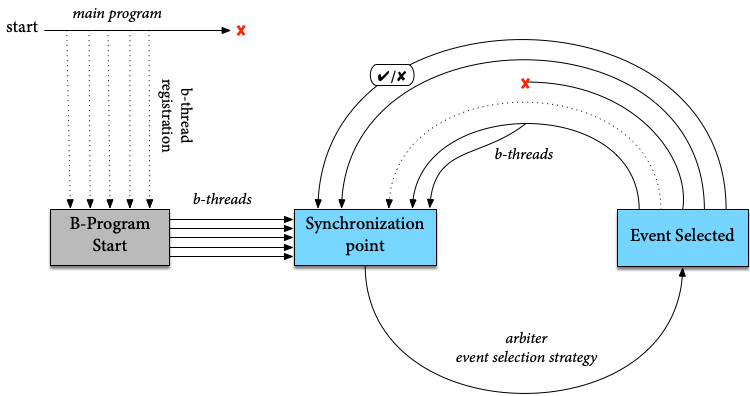 main program
start
b-thread
registration
✔/✘
b-threads
b-threads
B-Program
Start
Synchronization
point
Event Selected
arbiter
event selection strategy